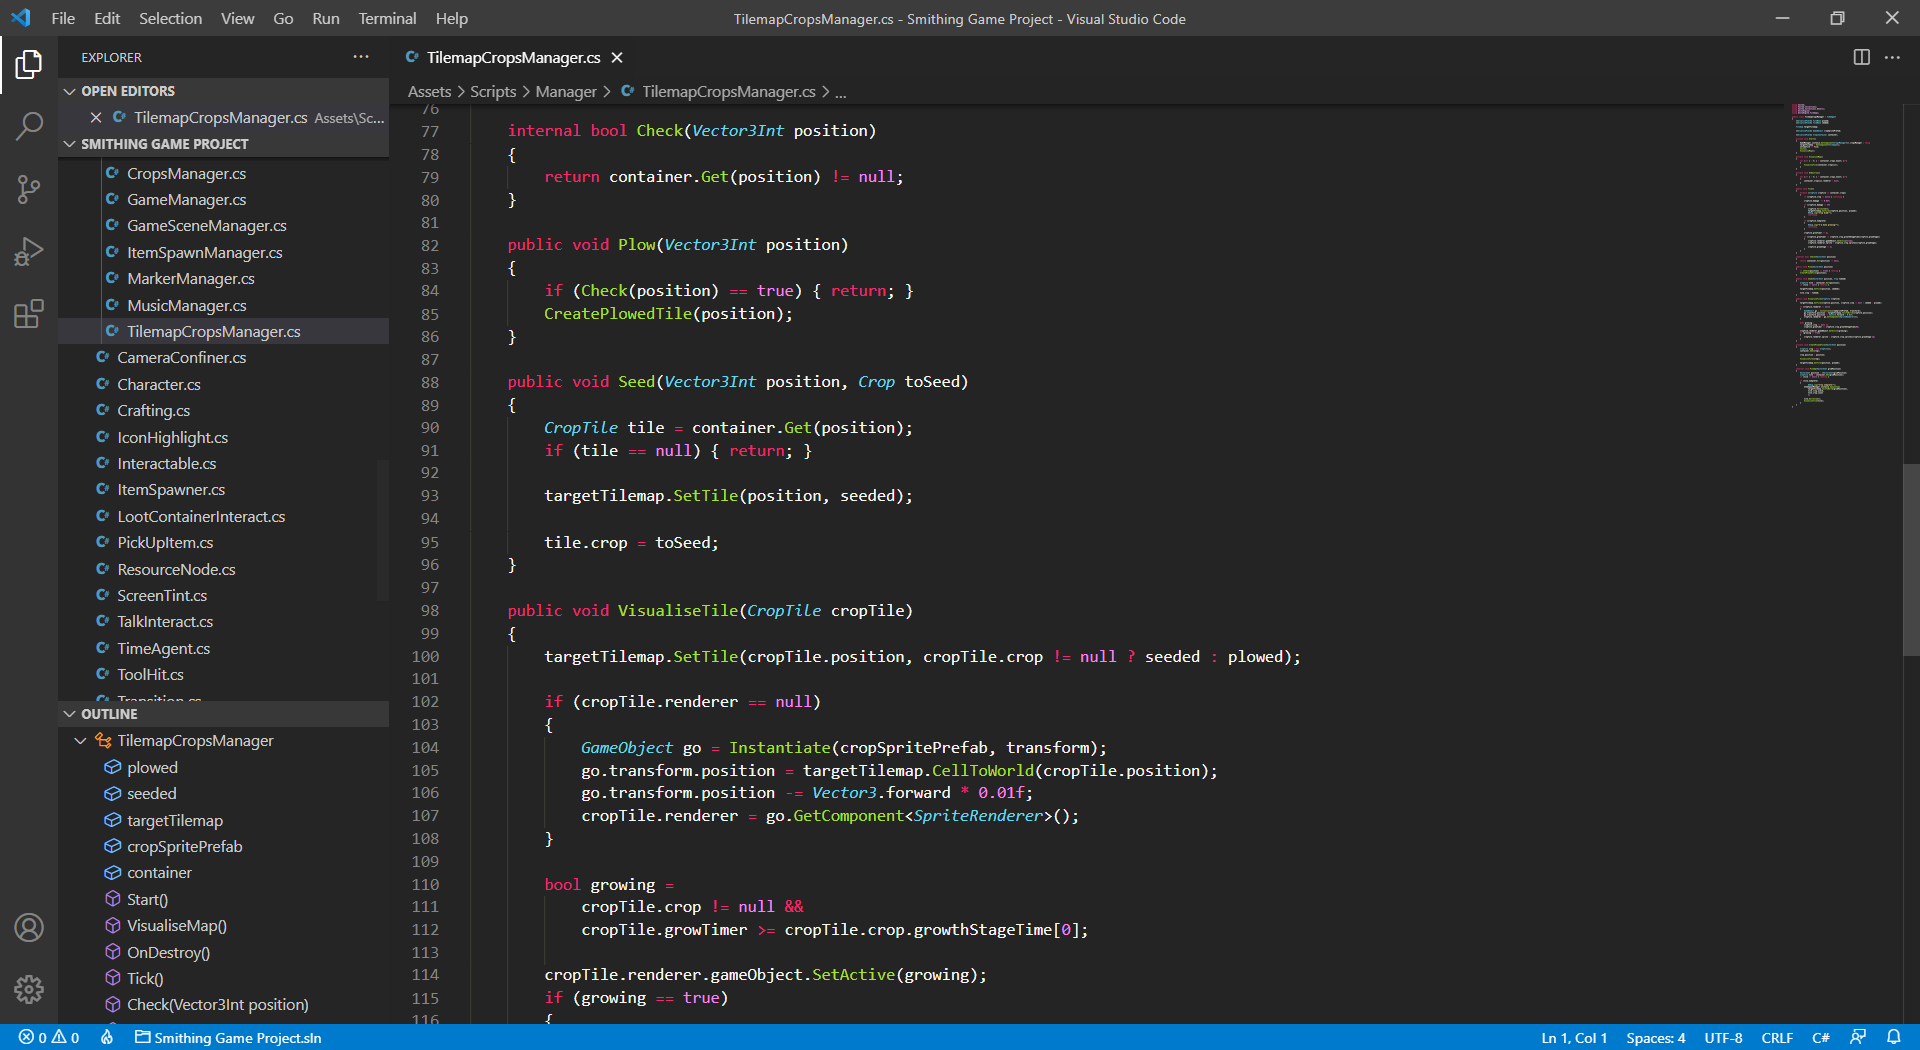 File Edit Selection View Go Run Terminal Help
TilemapCropsManager.cs - Smithing Game Project - Visual Studio Code
EXPLORER
OPEN EDITORS
TilemapCropsManager.cs Assets\Sc...
SMITHING GAME PROJECT
CropsManager.cs
GameManager.cs
GameSceneManager.cs
ItemSpawnManager.cs
MarkerManager.cs
MusicManager.cs
TilemapCropsManager.cs
CameraConfiner.cs
Character.cs
Crafting.cs
IconHighlight.cs
Interactable.cs
ItemSpawner.cs
LootContainerInteract.cs
PickUpItem.cs
ResourceNode.cs
ScreenTint.cs
TalkInteract.cs
TimeAgent.cs
ToolHit.cs
Transition.cs
OUTLINE
TilemapCropsManager
plowed
seeded
targetTilemap
cropSpritePrefab
container
Start()
VisualiseMap()
OnDestroy()
Tick()
Check(Vector3Int position)
TilemapCropsManager.cs
Assets > Scripts > Manager > TilemapCropsManager.cs > ...
76
77 internal bool Check(Vector3Int position)
78 {
79 return container.Get(position) != null;
80 }
81
82 public void Plow(Vector3Int position)
83 {
84 if (Check(position) == true) { return; }
85 CreatePlowedTile(position);
86 }
87
88 public void Seed(Vector3Int position, Crop toSeed)
89 {
90 CropTile tile = container.Get(position);
91 if (tile == null) { return; }
92
93 targetTilemap.SetTile(position, seeded);
94
95 tile.crop = toSeed;
96 }
97
98 public void VisualiseTile(CropTile cropTile)
99 {
100 targetTilemap.SetTile(cropTile.position, cropTile.crop != null ? seeded : plowed);
101
102 if (cropTile.renderer == null)
103 {
104 GameObject go = Instantiate(cropSpritePrefab, transform);
105 go.transform.position = targetTilemap.CellToWorld(cropTile.position);
106 go.transform.position -= Vector3.forward * 0.01f;
107 cropTile.renderer = go.GetComponent<SpriteRenderer>();
108 }
109
110 bool growing =
111 cropTile.crop != null &&
112 cropTile.growTimer >= cropTile.crop.growthStageTime[0];
113
114 cropTile.renderer.gameObject.SetActive(growing);
115 if (growing == true)
116 {
0 0 Smithing Game Project.sln
Ln 1, Col 1 Spaces: 4 UTF-8 CRLF C#